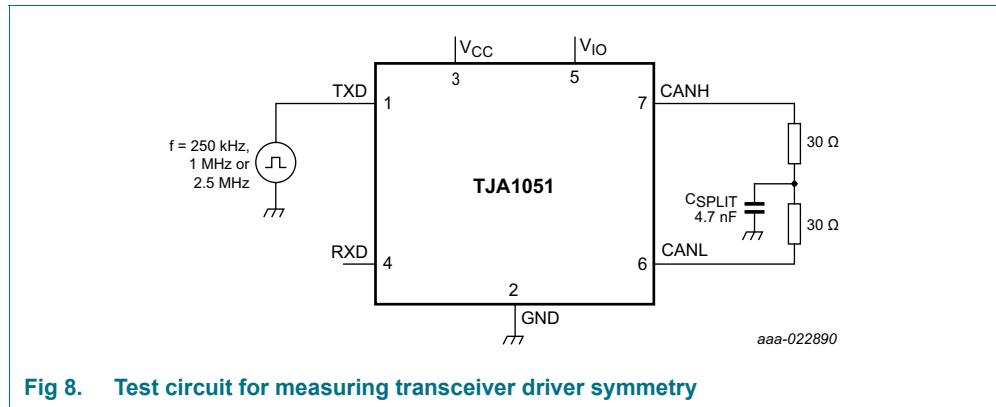 VCC
VIO
3
5
TXD
1
7
CANH
f = 250 kHz,
1 MHz or
2.5 MHz
30 Ω
TJA1051
CSPLIT
4.7 nF
30 Ω
RXD
4
6
CANL
2
GND
aaa-022890
Fig 8. Test circuit for measuring transceiver driver symmetry